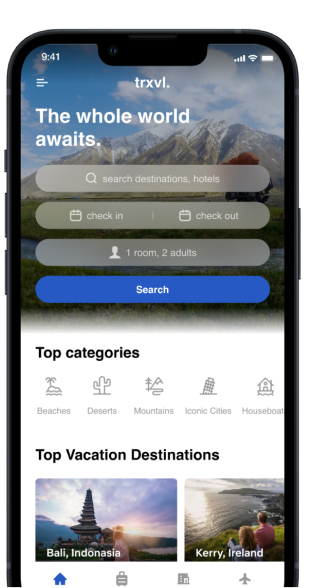 9:41
trxvl.
The whole world
awaits.
search destinations, hotels
check in | check out
1 room, 2 adults
Search
Top categories
Beaches Deserts Mountains Iconic Cities Houseboat
Top Vacation Destinations
Bali, Indonasia Kerry, Ireland